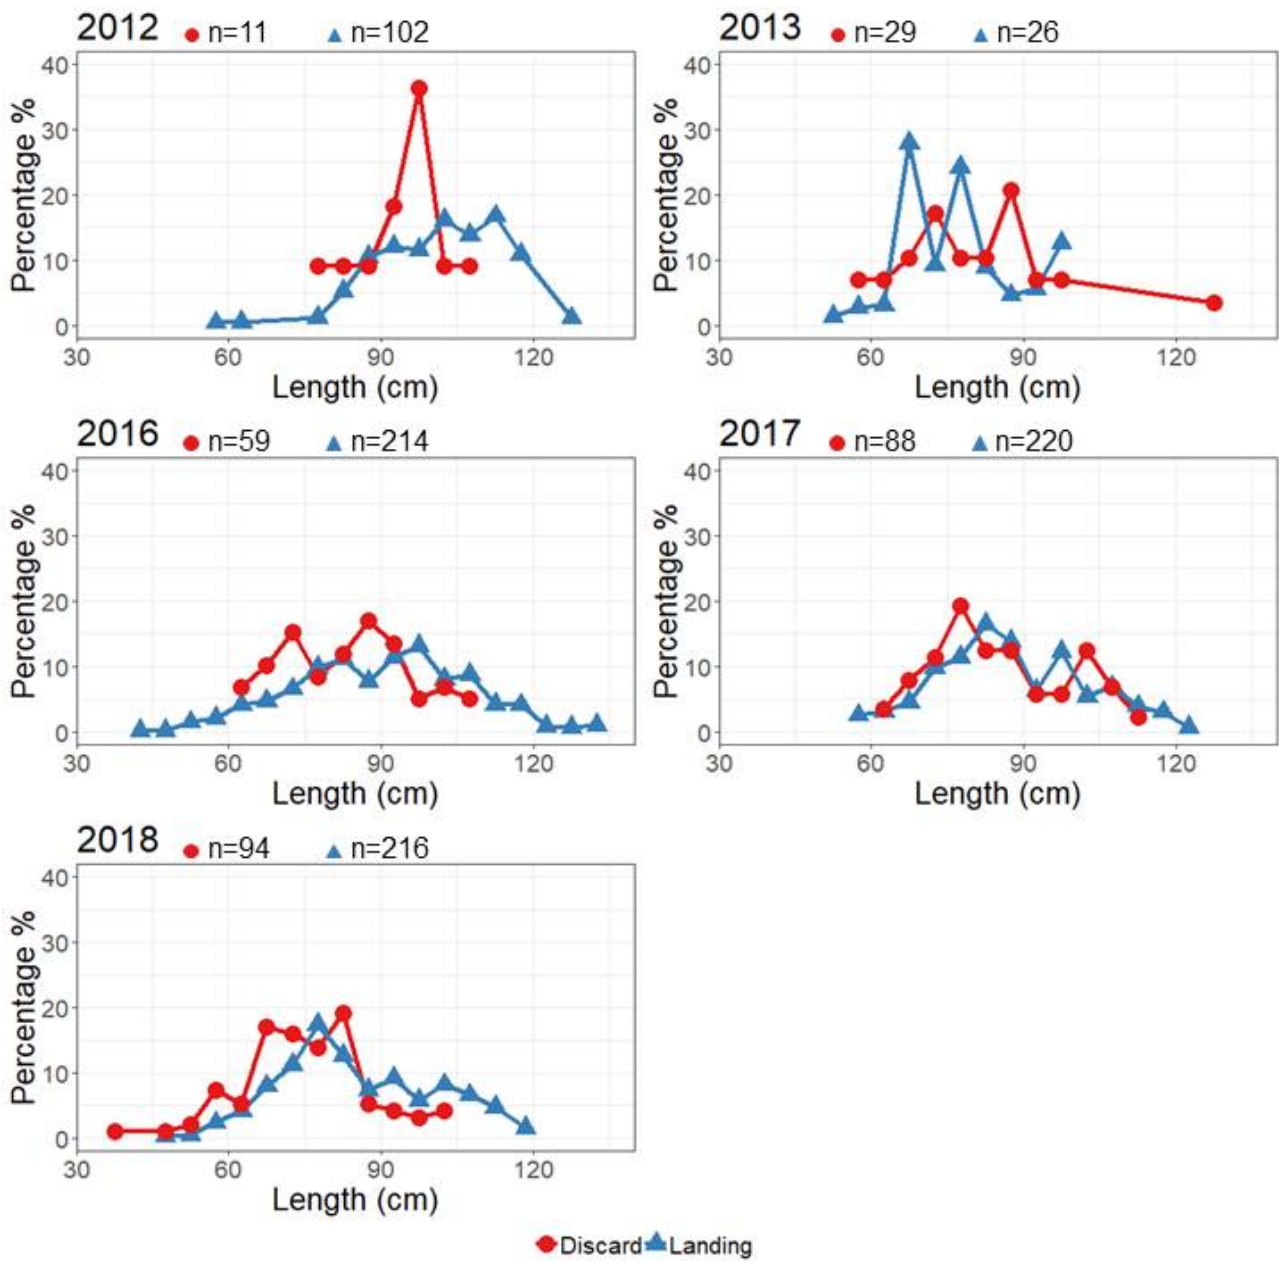 2012 n=11 n=102
40
30
20
10
0
Percentage %
30 60 90 120
Length (cm)
2013 n=29 n=26
40
30
20
10
0
Percentage %
30 60 90 120
Length (cm)
2016 n=59 n=214
40
30
20
10
0
Percentage %
30 60 90 120
Length (cm)
2017 n=88 n=220
40
30
20
10
0
Percentage %
30 60 90 120
Length (cm)
2018 n=94 n=216
40
30
20
10
0
Percentage %
30 60 90 120
Length (cm)
Discard Landing